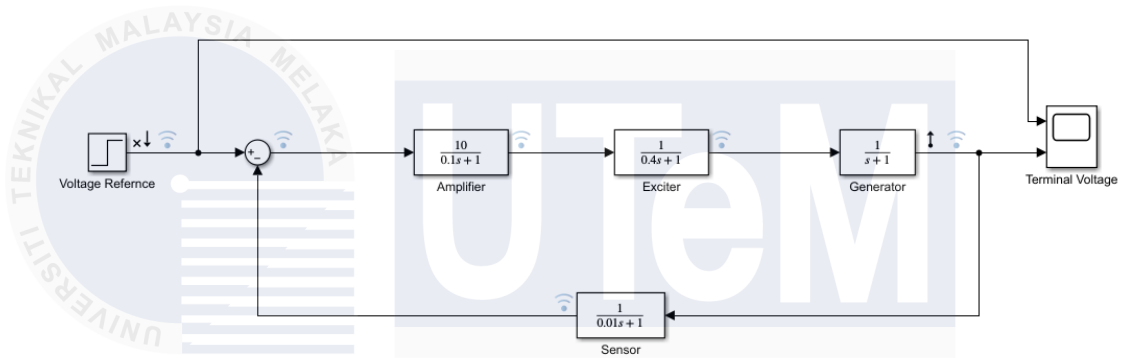 UNIVERSITI TEKNIKAL MALAYSIA MELAKA
UTeM
Voltage Refernce
+
−
10
0.1s + 1
Amplifier
1
0.4s + 1
Exciter
1
s + 1
Generator
Terminal Voltage
1
0.01s + 1
Sensor